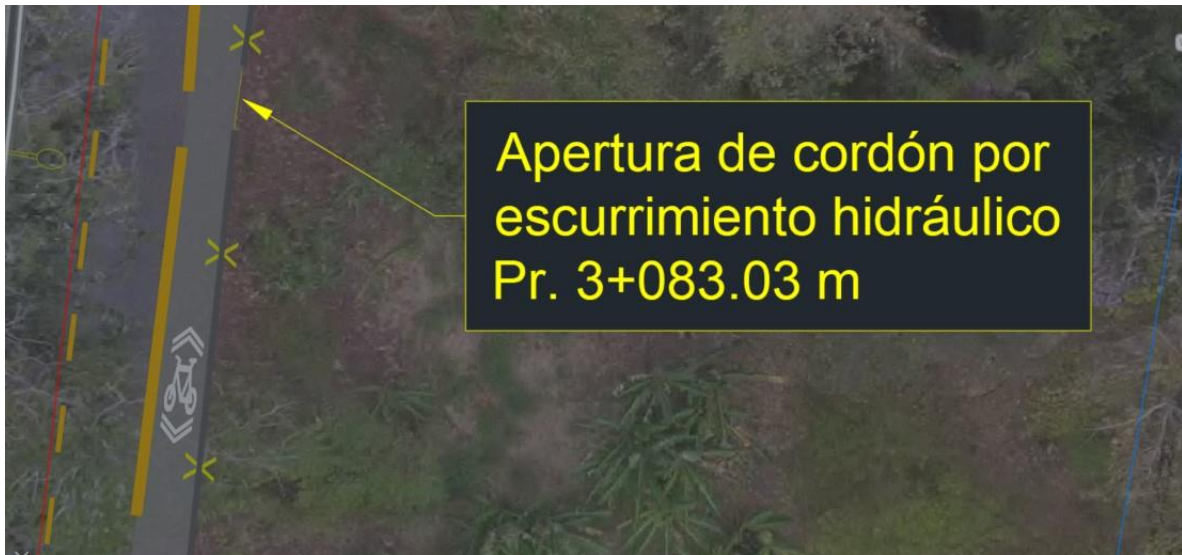 Apertura de cordón por
escurrimiento hidráulico
Pr. 3+083.03 m